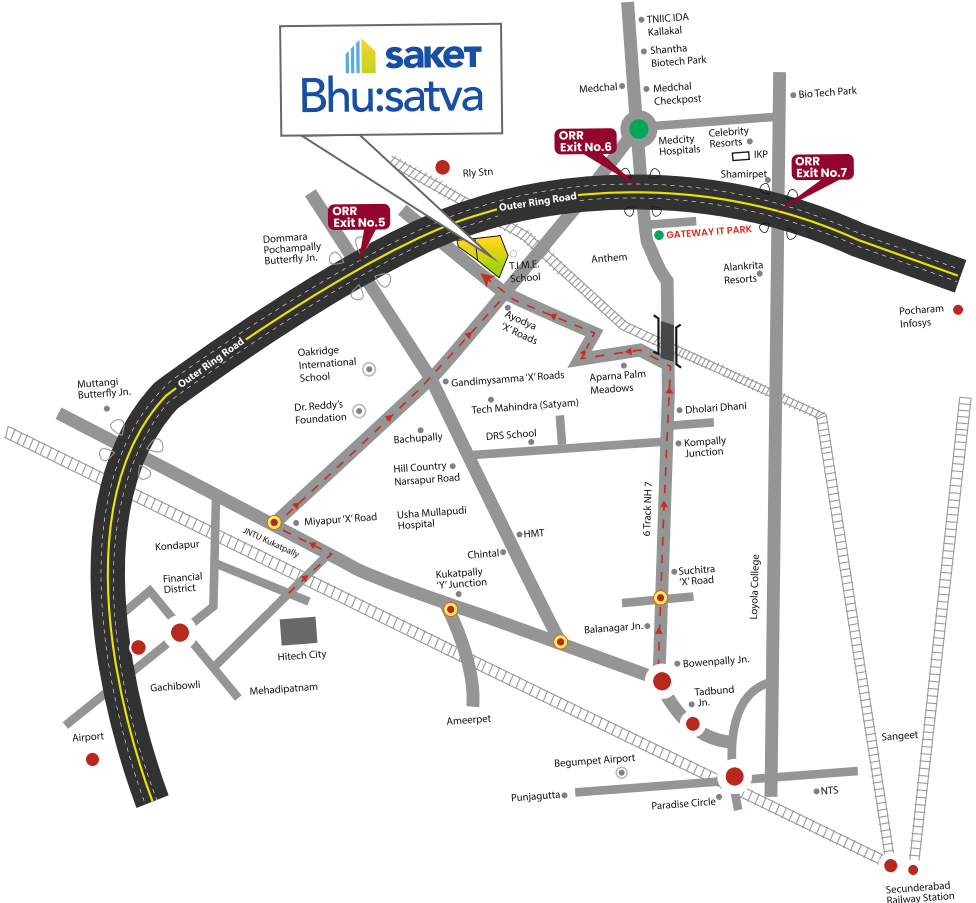 TNIIC IDA
Kallakal
Shantha
Biotech Park
saket
Bhu:satva
Medchal
Medchal
Checkpost
Bio Tech Park
ORR
Exit No.6
Medcity
Hospitals
Celebrity
Resorts
IKP
ORR
Exit No.7
Shamirpet
Rly Stn
Outer Ring Road
ORR
Exit No.5
GATEWAY IT PARK
Dommara
Pochampally
Butterfly Jn.
Anthem
T.I.M.E.
School
Alankrita
Resorts
Pocharam
Infosys
Ayodya
'X' Roads
Outer Ring Road
Oakridge
International
School
Muttangi
Butterfly Jn.
Gandimysamma 'X' Roads
Aparna Palm
Meadows
Dr. Reddy's
Foundation
Tech Mahindra (Satyam)
Dholari Dhani
Bachupally
DRS School
Kompally
Junction
Hill Country
Narsapur Road
6 Track NH 7
Miyapur 'X' Road
Usha Mullapudi
Hospital
JNTU Kukatpally
HMT
Kondapur
Chintal
Kukatpally
'Y' Junction
Suchitra
'X' Road
Financial
District
Loyola College
Balanagar Jn.
Hitech City
Bowenpally Jn.
Gachibowli
Mehadipatnam
Tadbund
Jn.
Ameerpet
Airport
Sangeet
Begumpet Airport
Punjagutta
Paradise Circle
NTS
Secunderabad
Railway Station